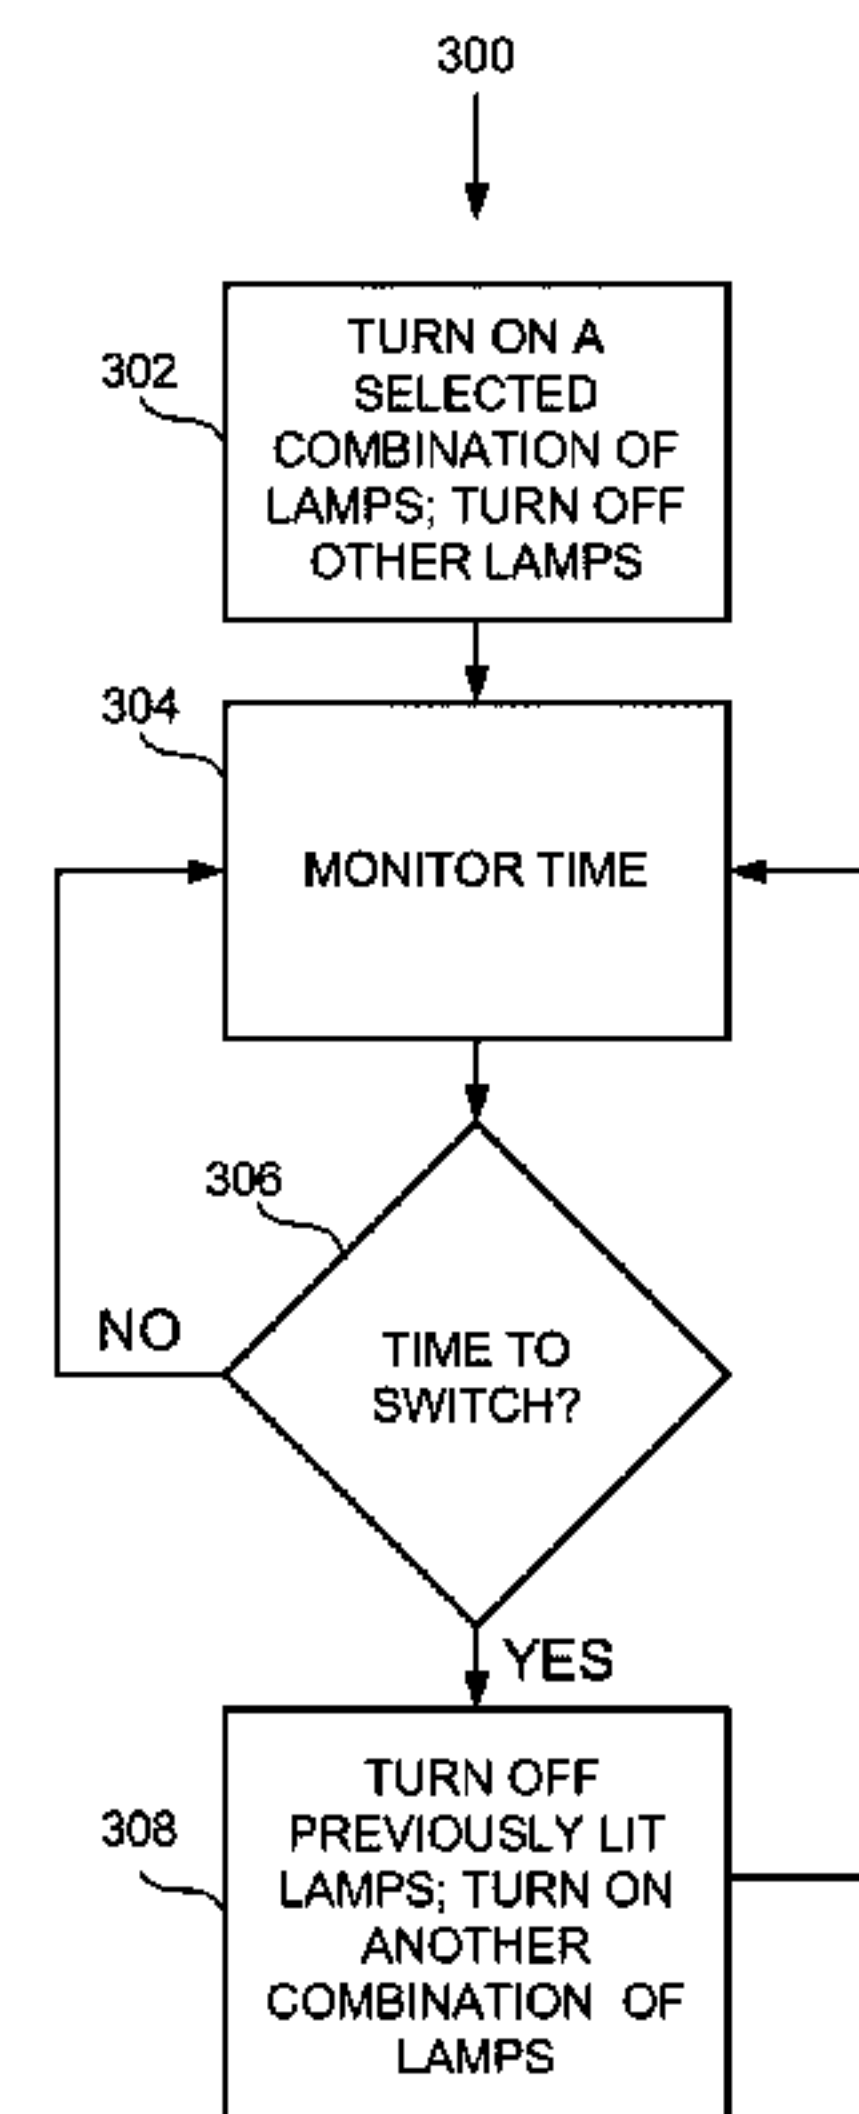 300
302
TURN ON A
SELECTED
COMBINATION OF
LAMPS; TURN OFF
OTHER LAMPS
304
MONITOR TIME
306
NO
TIME TO
SWITCH?
YES
308
TURN OFF
PREVIOUSLY LIT
LAMPS; TURN ON
ANOTHER
COMBINATION OF
LAMPS